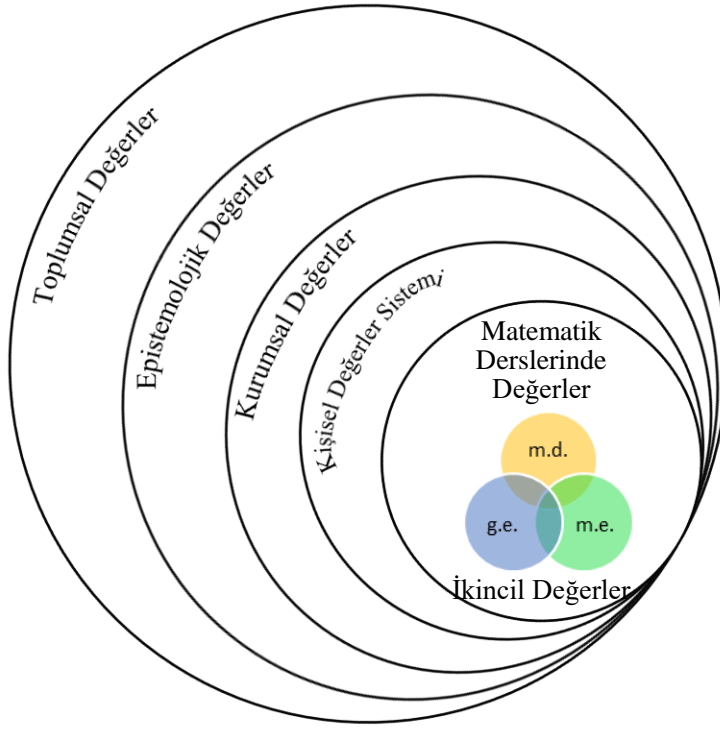 Toplumsal Değerler
Epistemolojik Değerler
Kurumsal Değerler
Kişisel Değerler Sistemi
Matematik
Derslerinde
Değerler
m.d.
g.e.
m.e.
İkincil Değerler